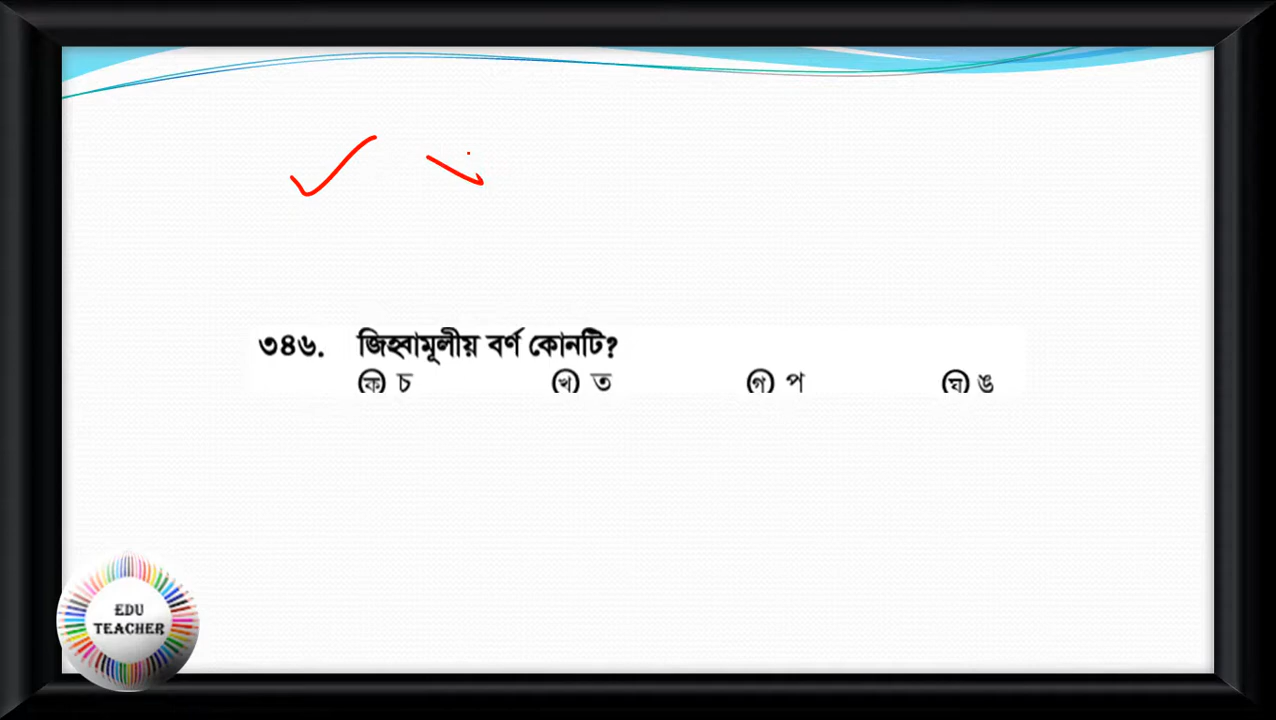 ৩৪৬. জিহ্বামূলীয় বর্ণ কোনটি?
ক চ খ ত গ প ঘ ঙ
EDU
TEACHER